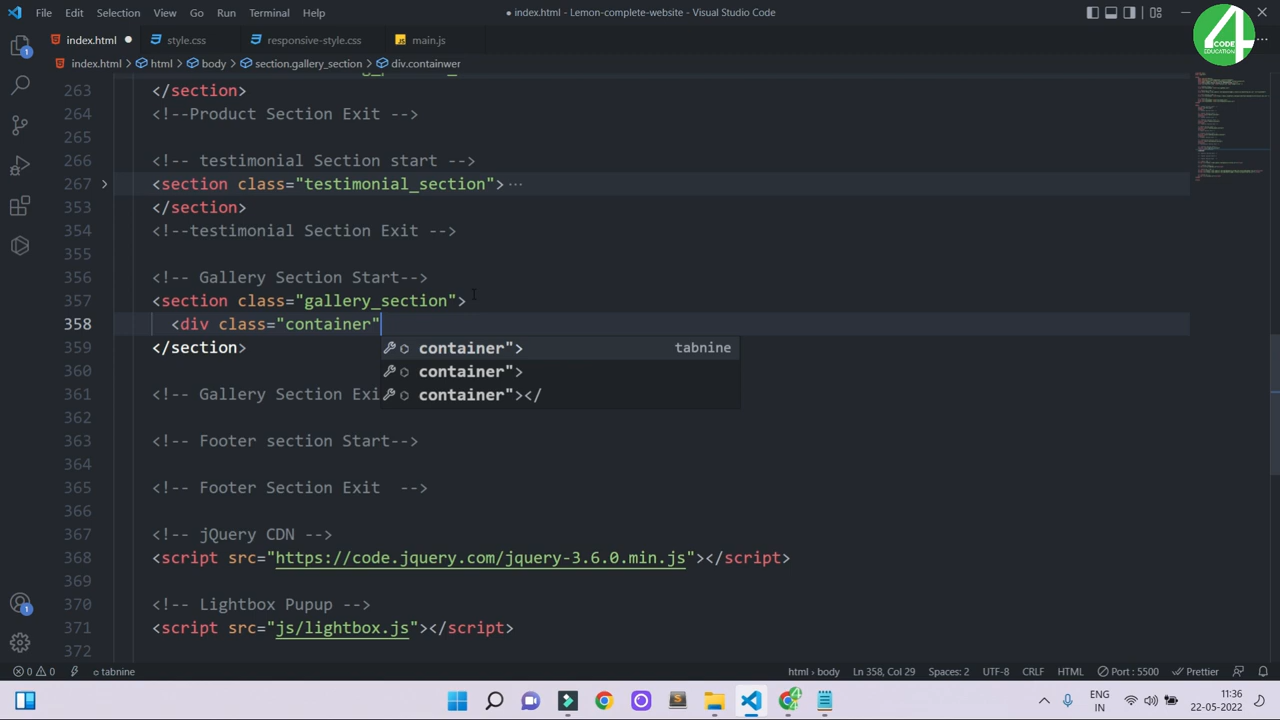 File Edit Selection View Go Run Terminal Help
● index.html - Lemon-complete-website - Visual Studio Code
4
CODE
EDUCATION
index.html ● style.css responsive-style.css main.js
index.html > html > body > section.gallery_section > div.containwer
263 </section>
264 <!--Product Section Exit -->
265
266 <!-- testimonial Section start -->
267 <section class="testimonial_section"> ···
353 </section>
354 <!--testimonial Section Exit -->
355
356 <!-- Gallery Section Start-->
357 <section class="gallery_section">
358 <div class="container"
container"> tabnine
359 </section>
container">
360
container"></
361 <!-- Gallery Section Exi
362
363 <!-- Footer section Start-->
364
365
366 <!-- Footer Section Exit  -->
367 <!-- jQuery CDN -->
368 <script src="https://code.jquery.com/jquery-3.6.0.min.js"></script>
369
370 <!-- Lightbox Pupup -->
371 <script src="js/lightbox.js"></script>
372
0 0 tabnine html › body Ln 358, Col 29 Spaces: 2 UTF-8 CRLF HTML Port : 5500 Prettier
ENG
IN
11:36
22-05-2022